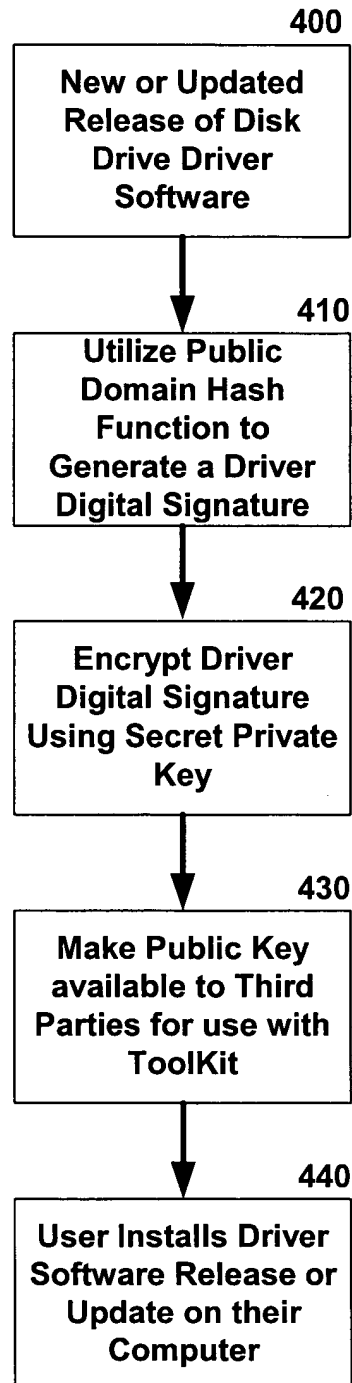 400
New or Updated
Release of Disk
Drive Driver
Software
410
Utilize Public
Domain Hash
Function to
Generate a Driver
Digital Signature
420
Encrypt Driver
Digital Signature
Using Secret Private
Key
430
Make Public Key
available to Third
Parties for use with
ToolKit
440
User Installs Driver
Software Release or
Update on their
Computer